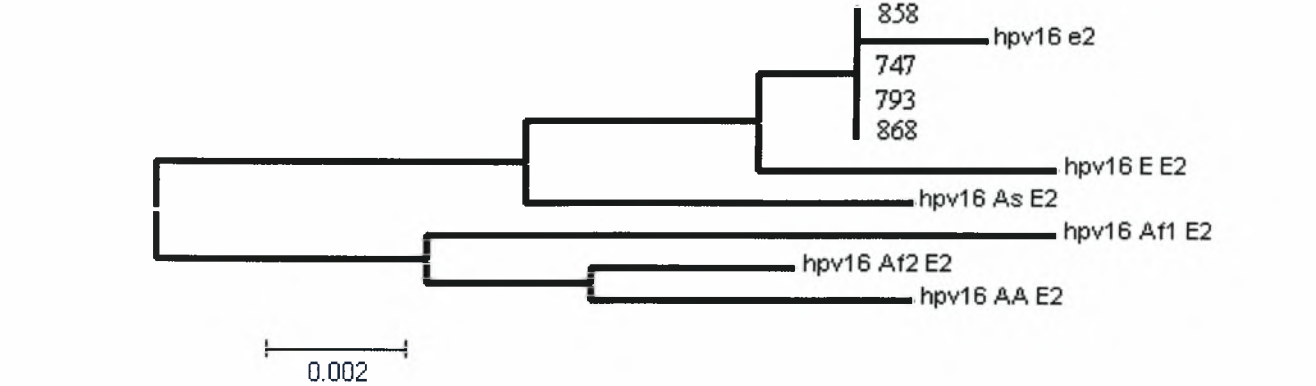 858
hpv16 e2
747
793
868
hpv16 E E2
hpv16 As E2
hpv16 Af1 E2
hpv16 Af2 E2
hpv16 AA E2
0.002